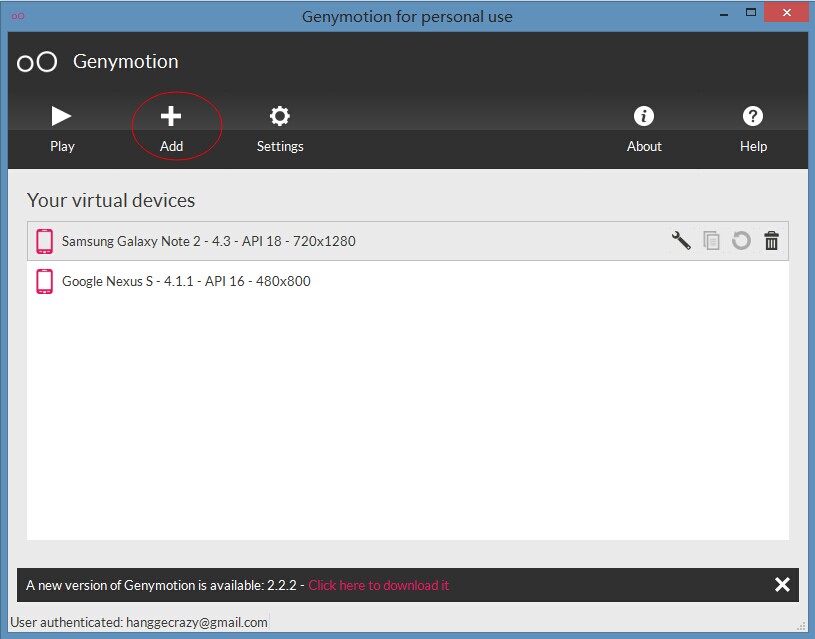 Genymotion for personal use
Genymotion
Play Add Settings About Help
Your virtual devices
Samsung Galaxy Note 2 - 4.3 - API 18 - 720x1280
Google Nexus S - 4.1.1 - API 16 - 480x800
A new version of Genymotion is available: 2.2.2 - Click here to download it
User authenticated: hanggecrazy@gmail.com